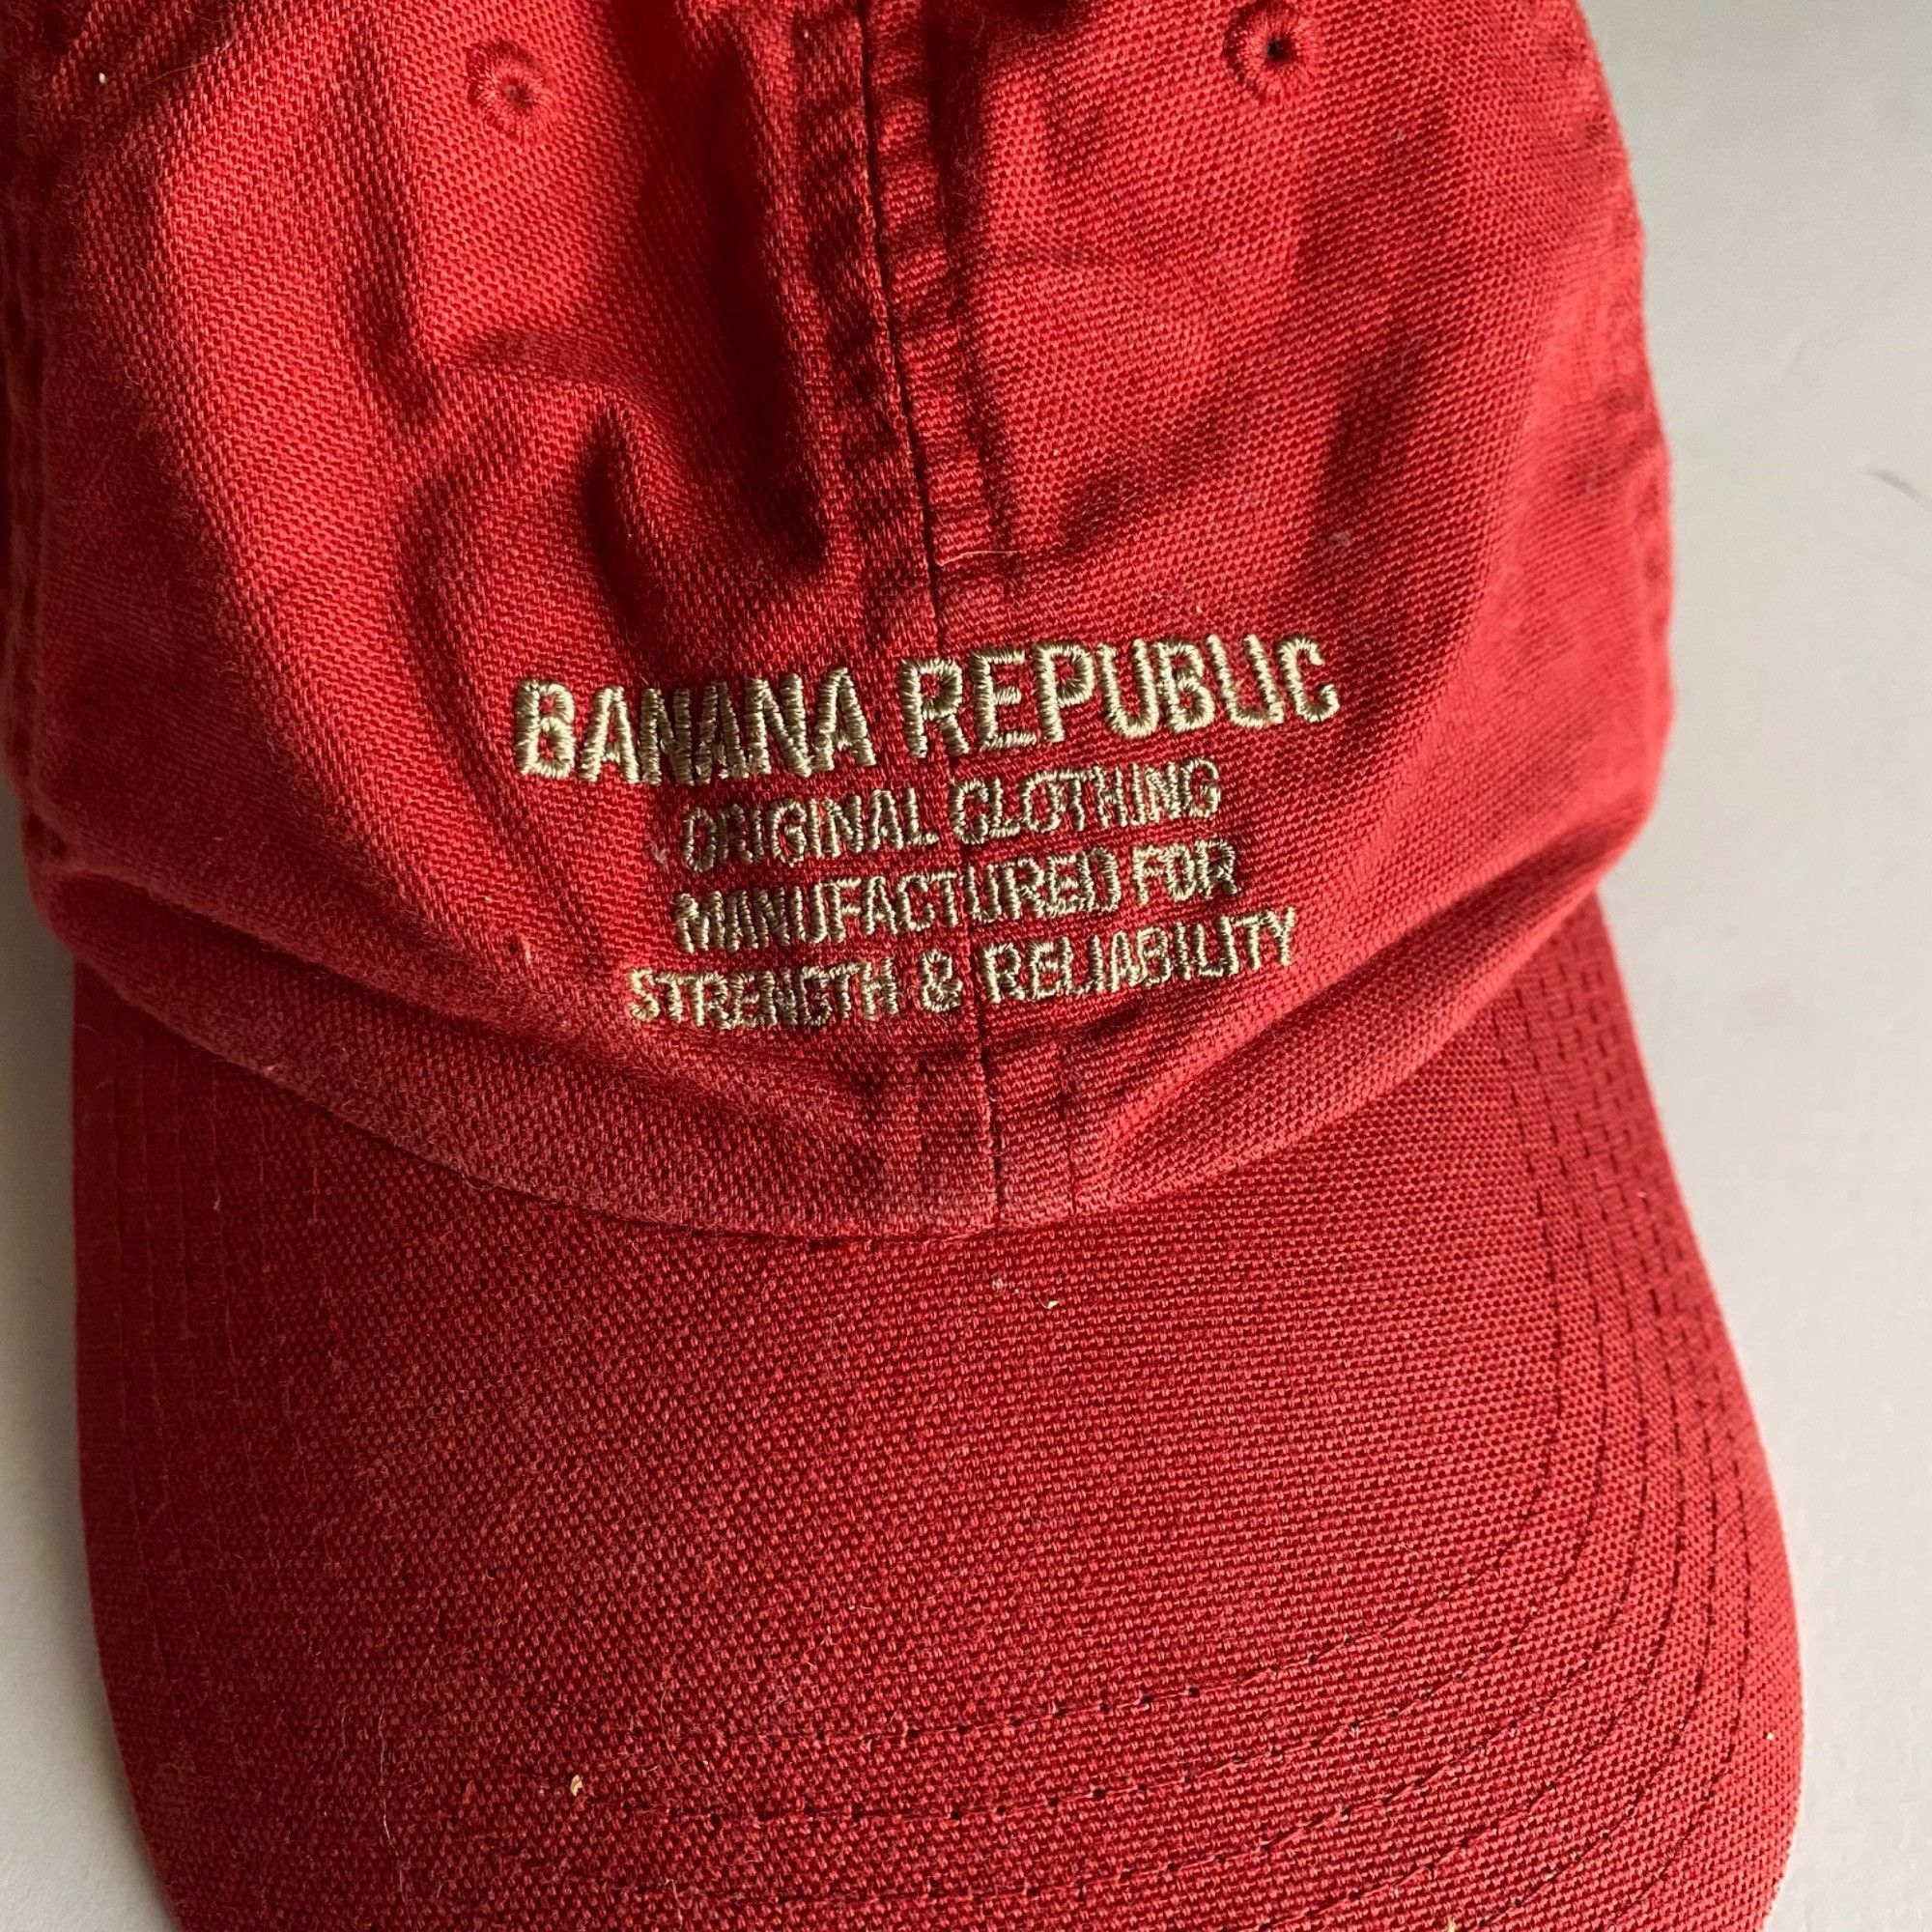 BANANA REPUBLIC
ORIGINAL CLOTHING
MANUFACTURED FOR
STRENGTH & RELIABILITY